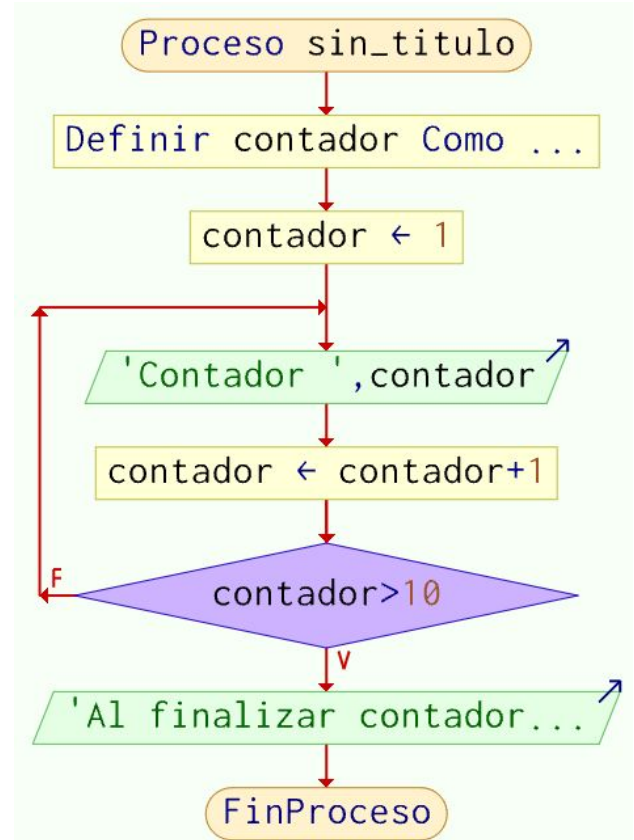 Proceso sin_titulo
Definir contador Como ...
contador ← 1
'Contador ',contador
contador ← contador+1
contador>10
F
V
'Al finalizar contador...
FinProceso